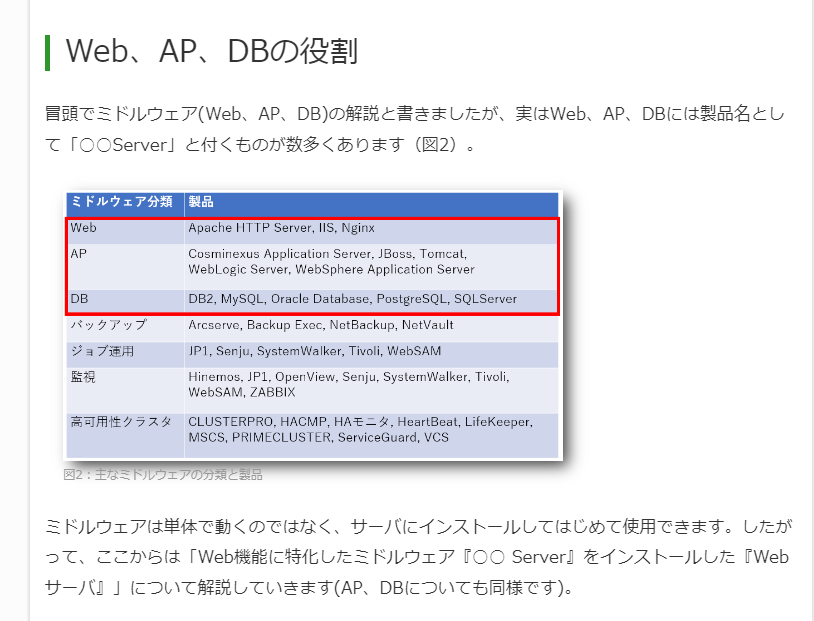 Web、AP、DBの役割
冒頭でミドルウェア(Web、AP、DB)の解説と書きましたが、実はWeb、AP、DBには製品名とし
て「○○Server」と付くものが数多くあります（図2）。
ミドルウェア分類 製品
Web Apache HTTP Server, IIS, Nginx
AP Cosminexus Application Server, JBoss, Tomcat,
WebLogic Server, WebSphere Application Server
DB DB2, MySQL, Oracle Database, PostgreSQL, SQLServer
バックアップ Arcserve, Backup Exec, NetBackup, NetVault
ジョブ運用 JP1, Senju, SystemWalker, Tivoli, WebSAM
監視 Hinemos, JP1, OpenView, Senju, SystemWalker, Tivoli,
WebSAM, ZABBIX
高可用性クラスタ CLUSTERPRO, HACMP, HAモニタ, HeartBeat, LifeKeeper,
MSCS, PRIMECLUSTER, ServiceGuard, VCS
図2：主なミドルウェアの分類と製品
ミドルウェアは単体で動くのではなく、サーバにインストールしてはじめて使用できます。したが
って、ここからは「Web機能に特化したミドルウェア『○○ Server』をインストールした『Web
サーバ』」について解説していきます(AP、DBについても同様です)。